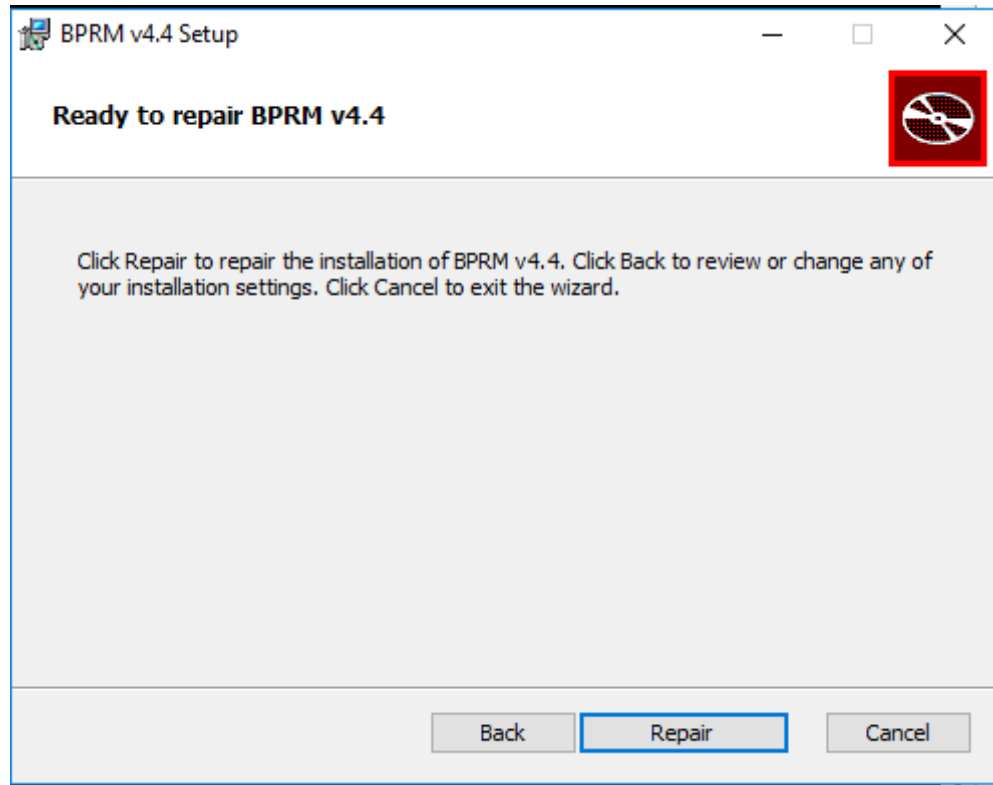 BPRM v4.4 Setup
Ready to repair BPRM v4.4
Click Repair to repair the installation of BPRM v4.4. Click Back to review or change any of
your installation settings. Click Cancel to exit the wizard.
Back Repair Cancel